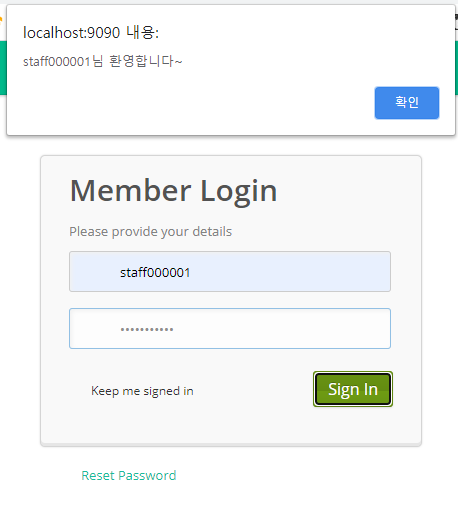 localhost:9090 내용:
staff000001님 환영합니다~
확인
Member Login
Please provide your details
staff000001
•••••••••••
Keep me signed in
Sign In
Reset Password